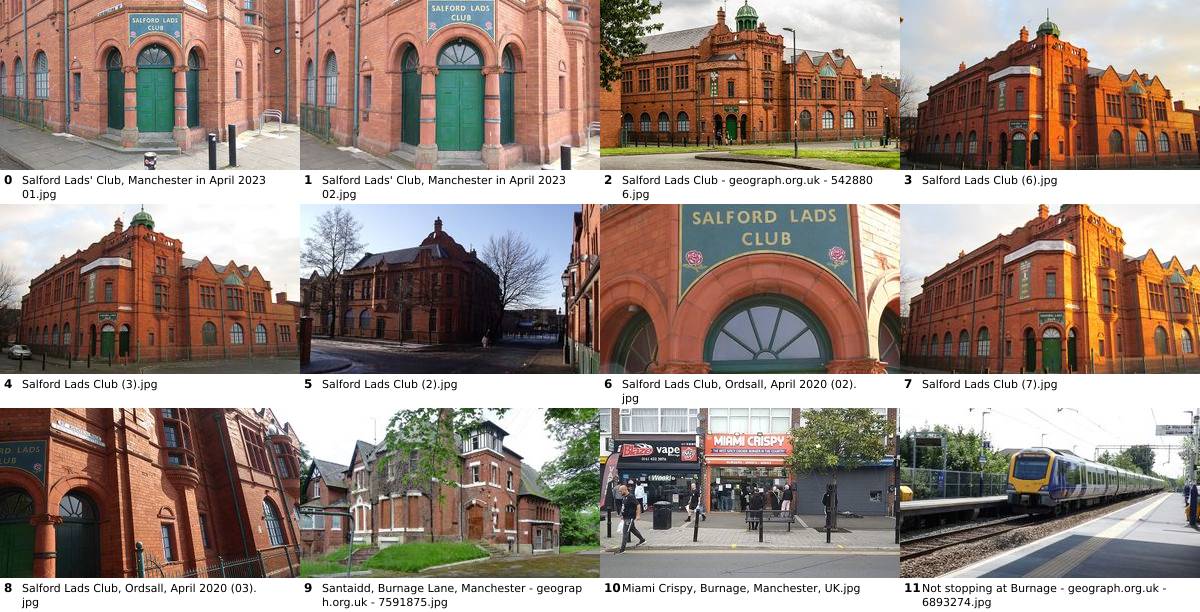 SALFORD LADS
CLUB
SALFORD LADS
CLUB
0 Salford Lads' Club, Manchester in April 2023
01.jpg
1 Salford Lads' Club, Manchester in April 2023
02.jpg
2 Salford Lads Club - geograph.org.uk - 542880
6.jpg
3 Salford Lads Club (6).jpg
SALFORD LADS
CLUB
4 Salford Lads Club (3).jpg
5 Salford Lads Club (2).jpg
6 Salford Lads Club, Ordsall, April 2020 (02).
jpg
7 Salford Lads Club (7).jpg
MIAMI CRISPY
vape
8 Salford Lads Club, Ordsall, April 2020 (03).
jpg
9 Santaidd, Burnage Lane, Manchester - geograp
h.org.uk - 7591875.jpg
10 Miami Crispy, Burnage, Manchester, UK.jpg
11 Not stopping at Burnage - geograph.org.uk -
6893274.jpg